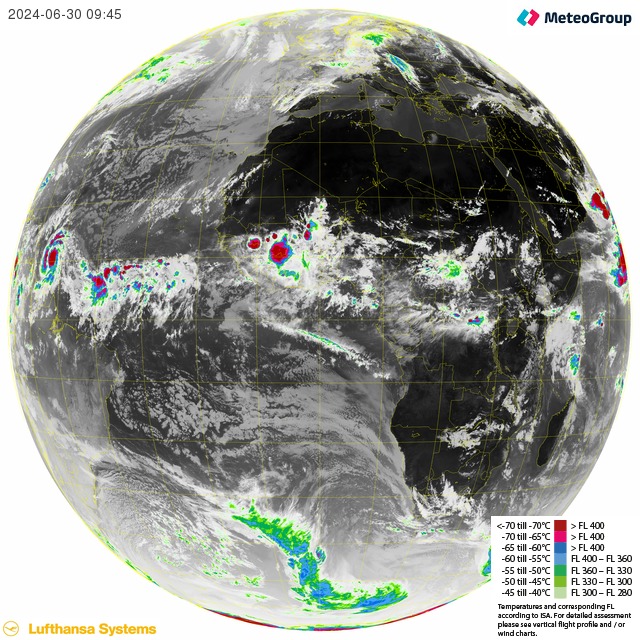 2024-06-30 09:45
MeteoGroup
<-70 till -70°C > FL 400
-70 till -65°C > FL 400
-65 till -60°C > FL 400
-60 till -55°C FL 400 – FL 360
-55 till -50°C FL 360 – FL 330
-50 till -45°C FL 330 – FL 300
-45 till -40°C FL 300 – FL 280
Temperatures and corresponding FL
according to ISA. For detailed assessment
please see vertical flight profile and / or
wind charts.
Lufthansa Systems